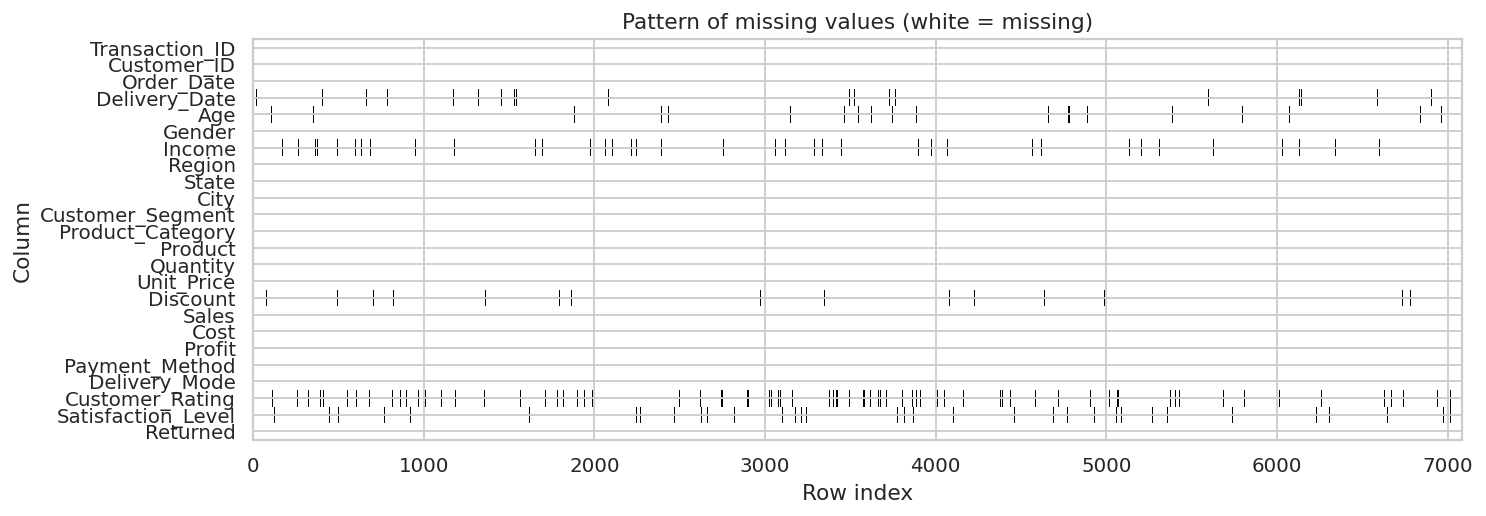 Pattern of missing values (white = missing)
Transaction_ID
Customer_ID
Order_Date
Delivery_Date
Age
Gender
Income
Region
State
City
Customer_Segment
Product_Category
Product
Quantity
Unit_Price
Discount
Sales
Cost
Profit
Payment_Method
Delivery_Mode
Customer_Rating
Satisfaction_Level
Returned
Column
0 1000 2000 3000 4000 5000 6000 7000
Row index